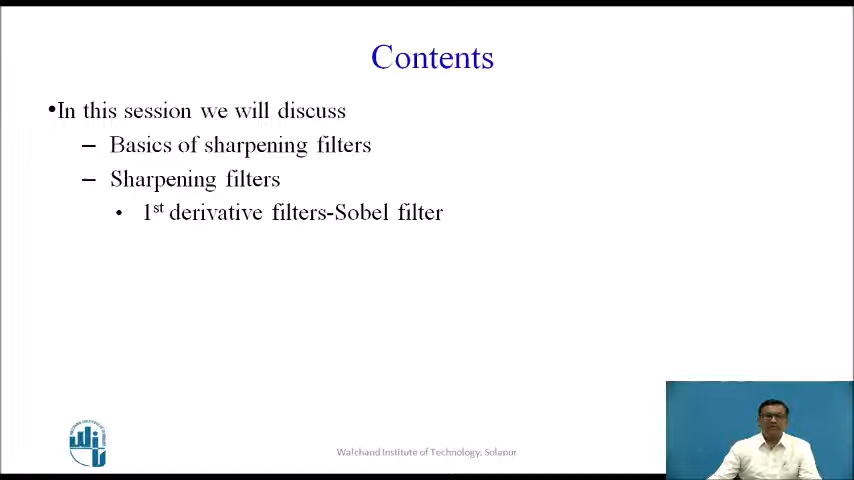 Contents
•In this session we will discuss
– Basics of sharpening filters
– Sharpening filters
• 1st derivative filters-Sobel filter
Walchand Institute of Technology, Solapur